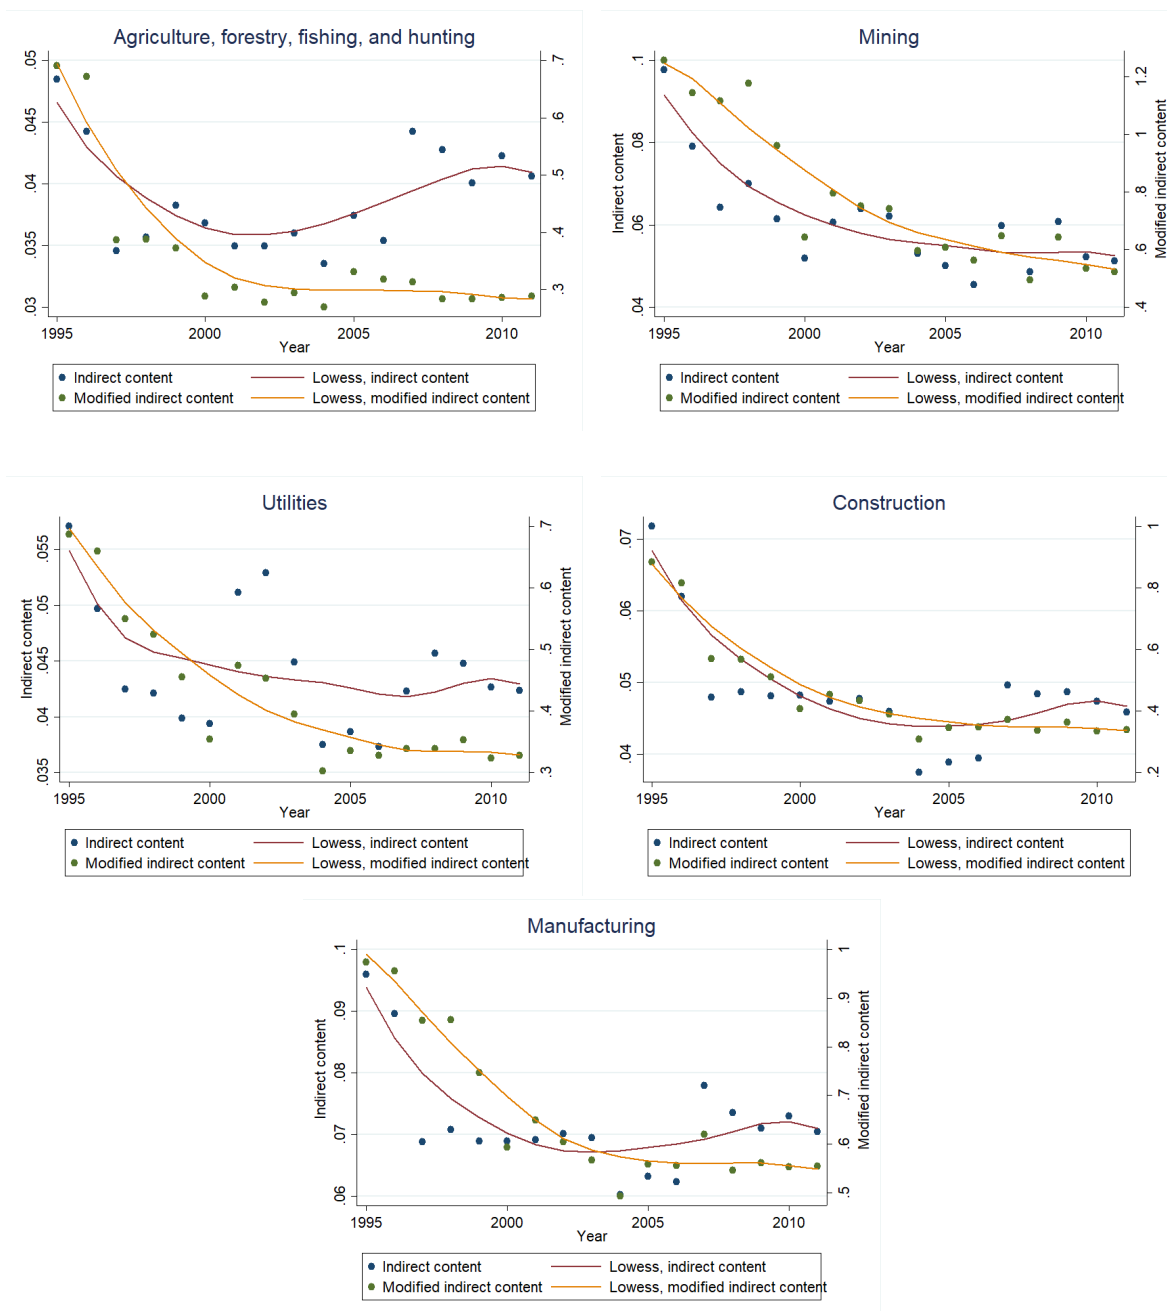 Agriculture, forestry, fishing, and hunting
.05
.045
.04
.035
.03
.7
.6
.5
.4
.3
1995 2000 2005 2010
Year
Indirect content Lowess, indirect content
Modified indirect content Lowess, modified indirect content
Mining
.1
.08
.06
.04
Indirect content
1.2
1
.8
.6
.4
Modified indirect content
1995 2000 2005 2010
Year
Indirect content Lowess, indirect content
Modified indirect content Lowess, modified indirect content
Utilities
.055
.05
.045
.04
.035
Indirect content
.7
.6
.5
.4
.3
Modified indirect content
1995 2000 2005 2010
Year
Indirect content Lowess, indirect content
Modified indirect content Lowess, modified indirect content
Construction
.07
.06
.05
.04
1
.8
.6
.4
.2
1995 2000 2005 2010
Year
Indirect content Lowess, indirect content
Modified indirect content Lowess, modified indirect content
Manufacturing
.1
.09
.08
.07
.06
Indirect content
1
.9
.8
.7
.6
.5
Modified indirect content
1995 2000 2005 2010
Year
Indirect content Lowess, indirect content
Modified indirect content Lowess, modified indirect content